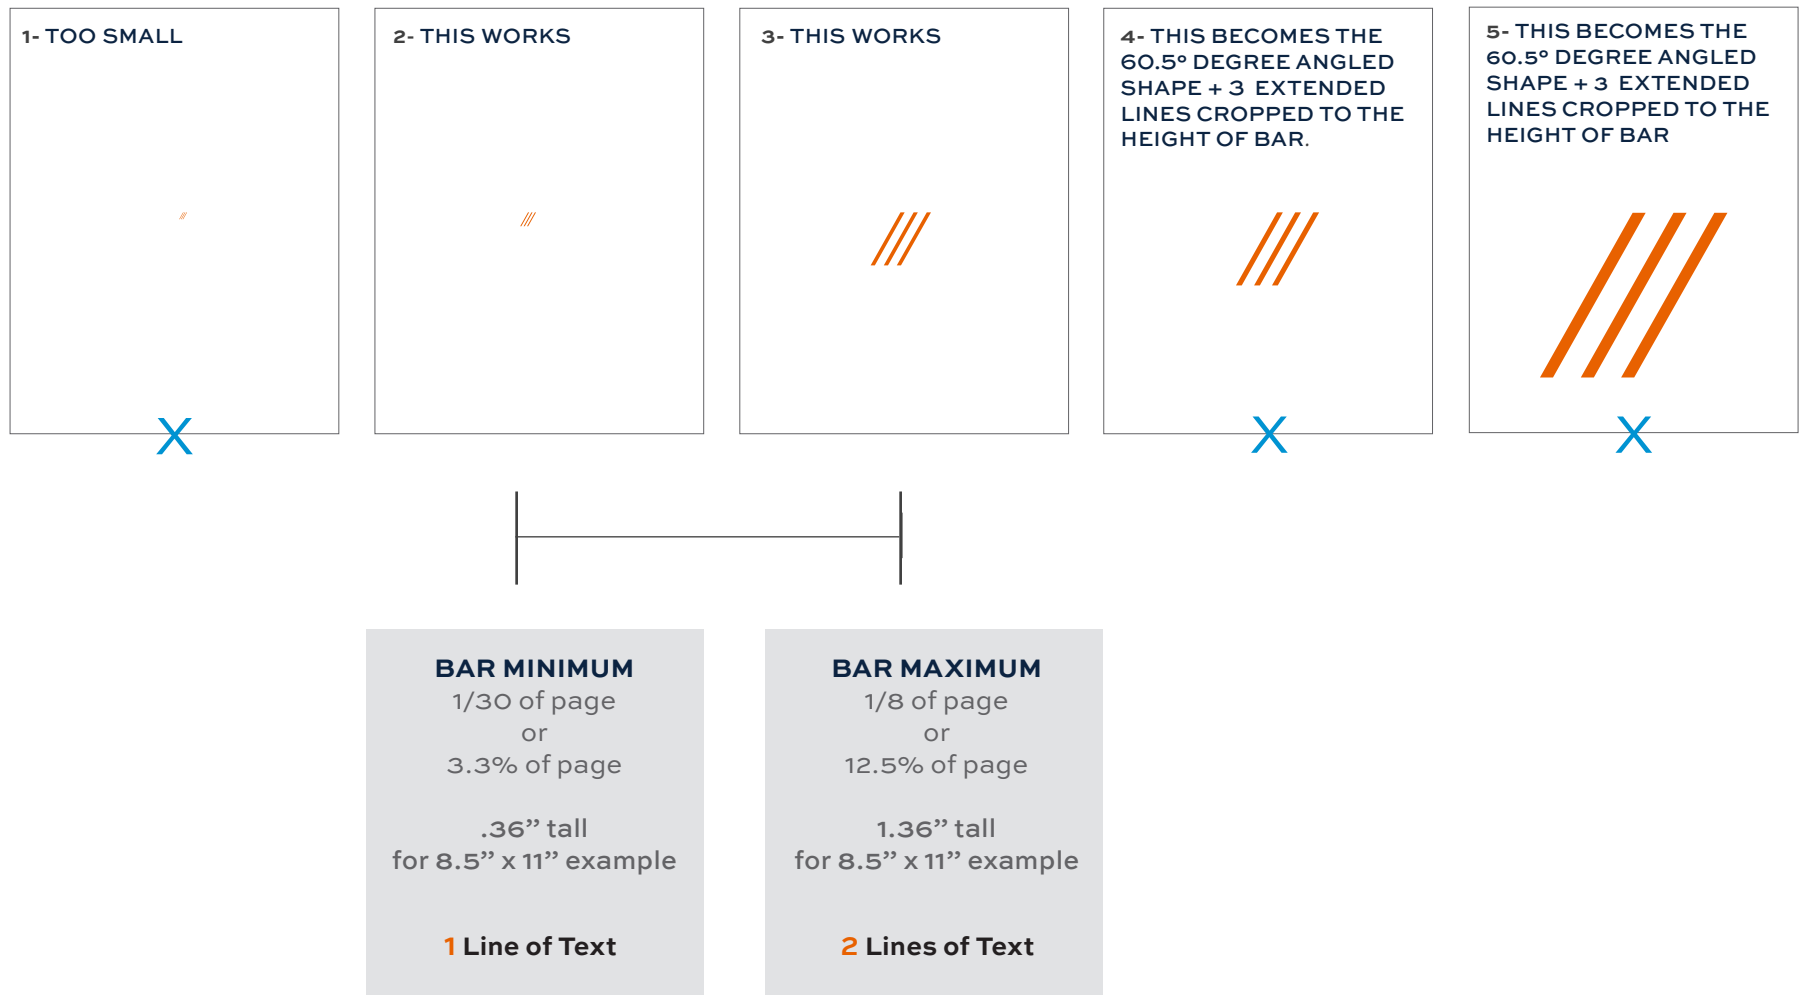 1- TOO SMALL
2- THIS WORKS
3- THIS WORKS
4- THIS BECOMES THE
60.5º DEGREE ANGLED
SHAPE + 3 EXTENDED
LINES CROPPED TO THE
HEIGHT OF BAR.
5- THIS BECOMES THE
60.5º DEGREE ANGLED
SHAPE + 3 EXTENDED
LINES CROPPED TO THE
HEIGHT OF BAR
X
X
X
BAR MINIMUM
1/30 of page
or
3.3% of page
.36” tall
for 8.5” x 11” example
1 Line of Text
BAR MAXIMUM
1/8 of page
or
12.5% of page
1.36” tall
for 8.5” x 11” example
2 Lines of Text